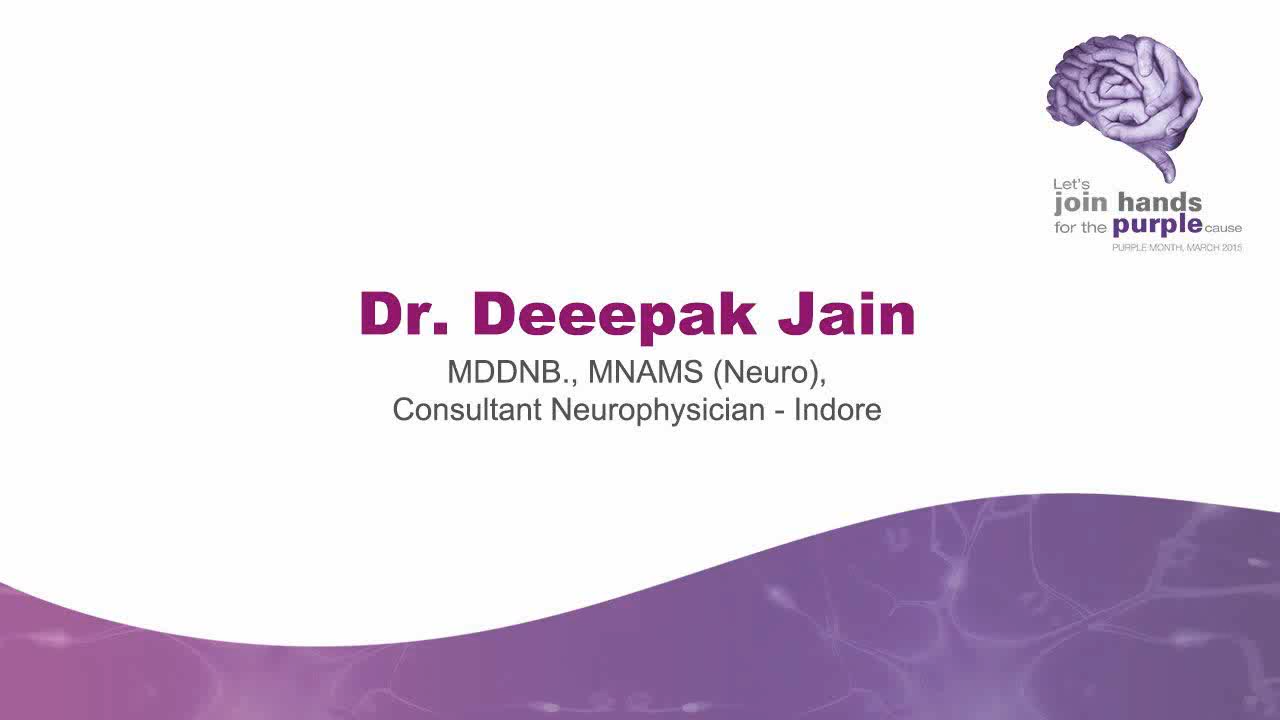 Let's
join hands
for the purple cause
PURPLE MONTH, MARCH 2015
Dr. Deeepak Jain
MDDNB., MNAMS (Neuro),
Consultant Neurophysician - Indore